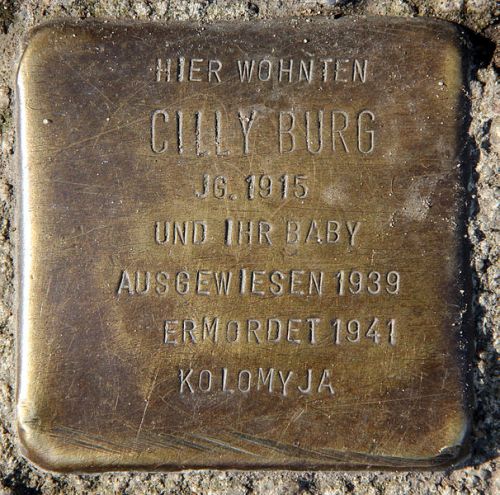 HIER WOHNTEN
CILLY BURG
JG. 1915
UND IHR BABY
AUSGEWIESEN 1939
ERMORDET 1941
KOLOMYJA